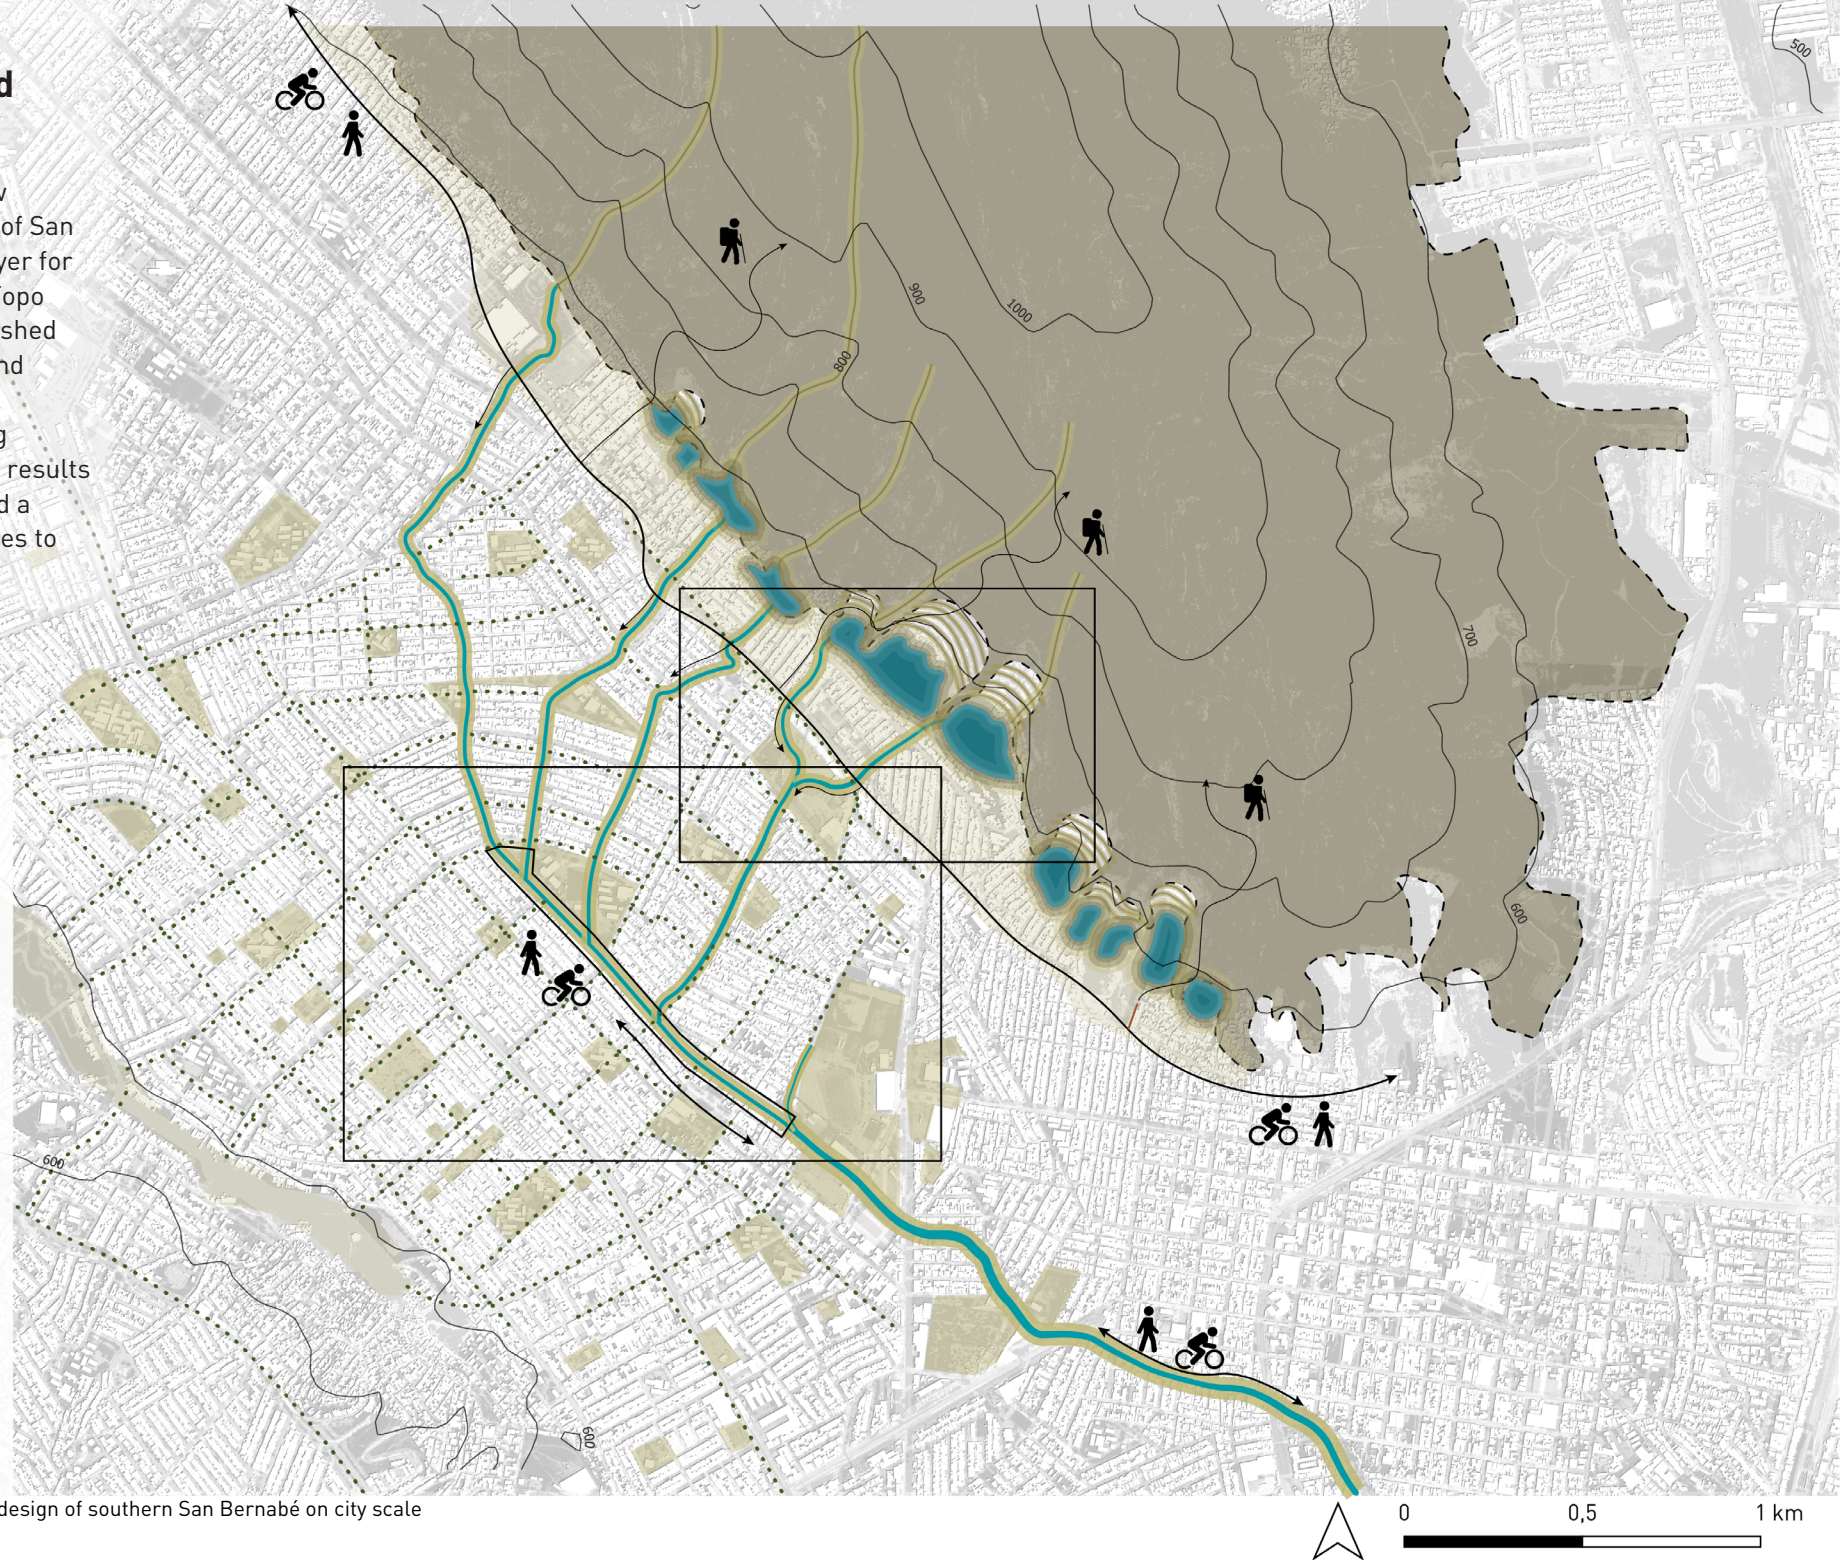 d
of San
yer for
opo
shed
nd
g
results
d a
es to
500
900
1000
800
700
600
600
600
design of southern San Bernabé on city scale
0 0,5 1 km